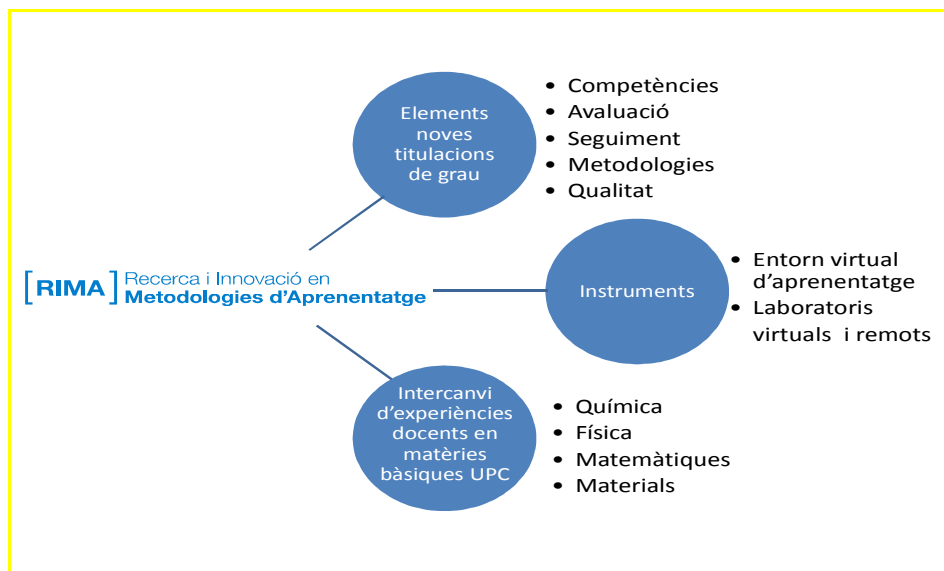 Elements
noves
titulacions
de grau
• Competències
• Avaluació
• Seguiment
• Metodologies
• Qualitat
[RIMA] Recerca i Innovació en
Metodologies d'Aprenentatge
Instruments
• Entorn virtual
d'aprenentatge
• Laboratoris
virtuals i remots
Intercanvi
d'experiències
docents en
matèries
bàsiques UPC
• Química
• Física
• Matemàtiques
• Materials